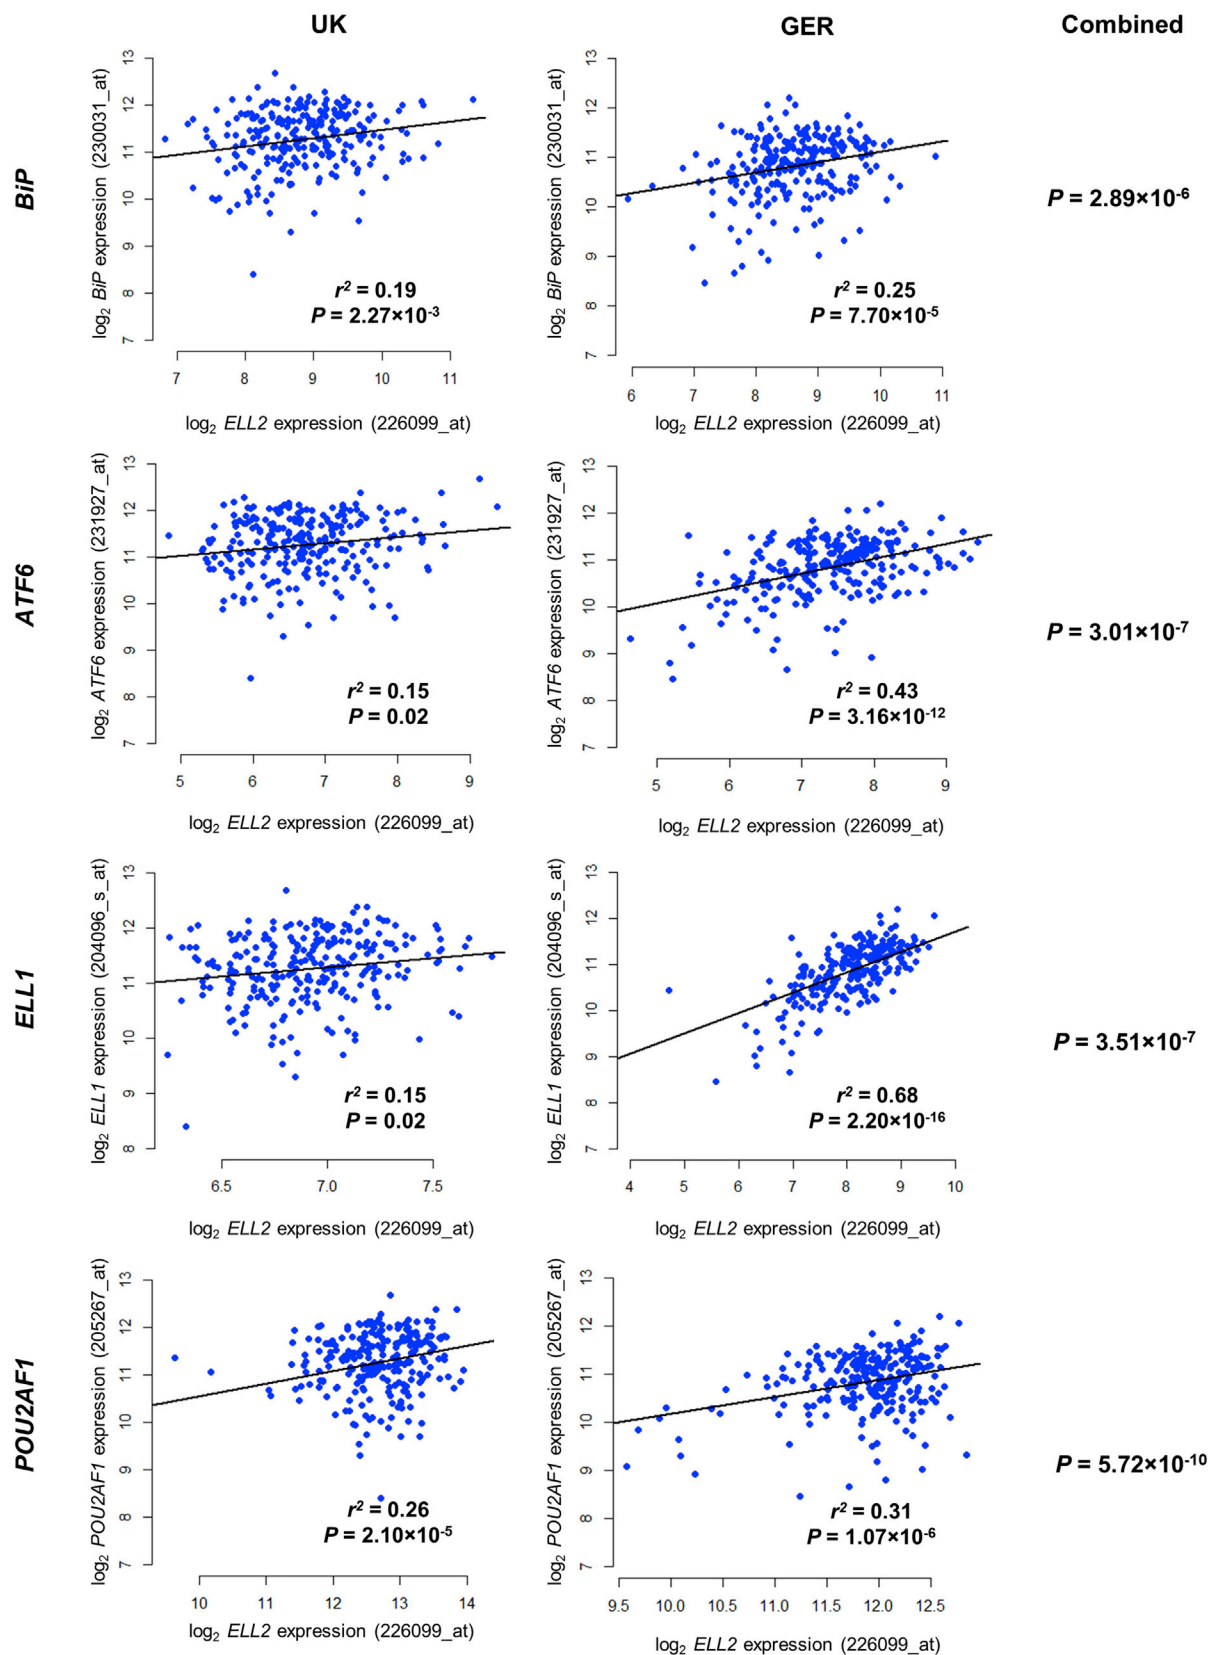 UK
GER
Combined
BiP
log₂ BiP expression (230031_at)
13
12
11
10
9
8
7
r² = 0.19
P = 2.27×10⁻³
7 8 9 10 11
log₂ ELL2 expression (226099_at)
log₂ BiP expression (230031_at)
13
12
11
10
9
8
7
r² = 0.25
P = 7.70×10⁻⁵
6 7 8 9 10 11
log₂ ELL2 expression (226099_at)
P = 2.89×10⁻⁶
ATF6
log₂ ATF6 expression (231927_at)
13
12
11
10
9
8
7
r² = 0.15
P = 0.02
5 6 7 8 9
log₂ ELL2 expression (226099_at)
log₂ ATF6 expression (231927_at)
13
12
11
10
9
8
7
r² = 0.43
P = 3.16×10⁻¹²
5 6 7 8 9
log₂ ELL2 expression (226099_at)
P = 3.01×10⁻⁷
ELL1
log₂ ELL1 expression (204096_s_at)
13
12
11
10
9
8
r² = 0.15
P = 0.02
6.5 7.0 7.5
log₂ ELL2 expression (226099_at)
log₂ ELL1 expression (204096_s_at)
13
12
11
10
9
8
7
r² = 0.68
P = 2.20×10⁻¹⁶
4 5 6 7 8 9 10
log₂ ELL2 expression (226099_at)
P = 3.51×10⁻⁷
POU2AF1
log₂ POU2AF1 expression (205267_at)
13
12
11
10
9
8
7
r² = 0.26
P = 2.10×10⁻⁵
10 11 12 13 14
log₂ ELL2 expression (226099_at)
log₂ POU2AF1 expression (205267_at)
13
12
11
10
9
8
7
r² = 0.31
P = 1.07×10⁻⁶
9.5 10.0 10.5 11.0 11.5 12.0 12.5
log₂ ELL2 expression (226099_at)
P = 5.72×10⁻¹⁰